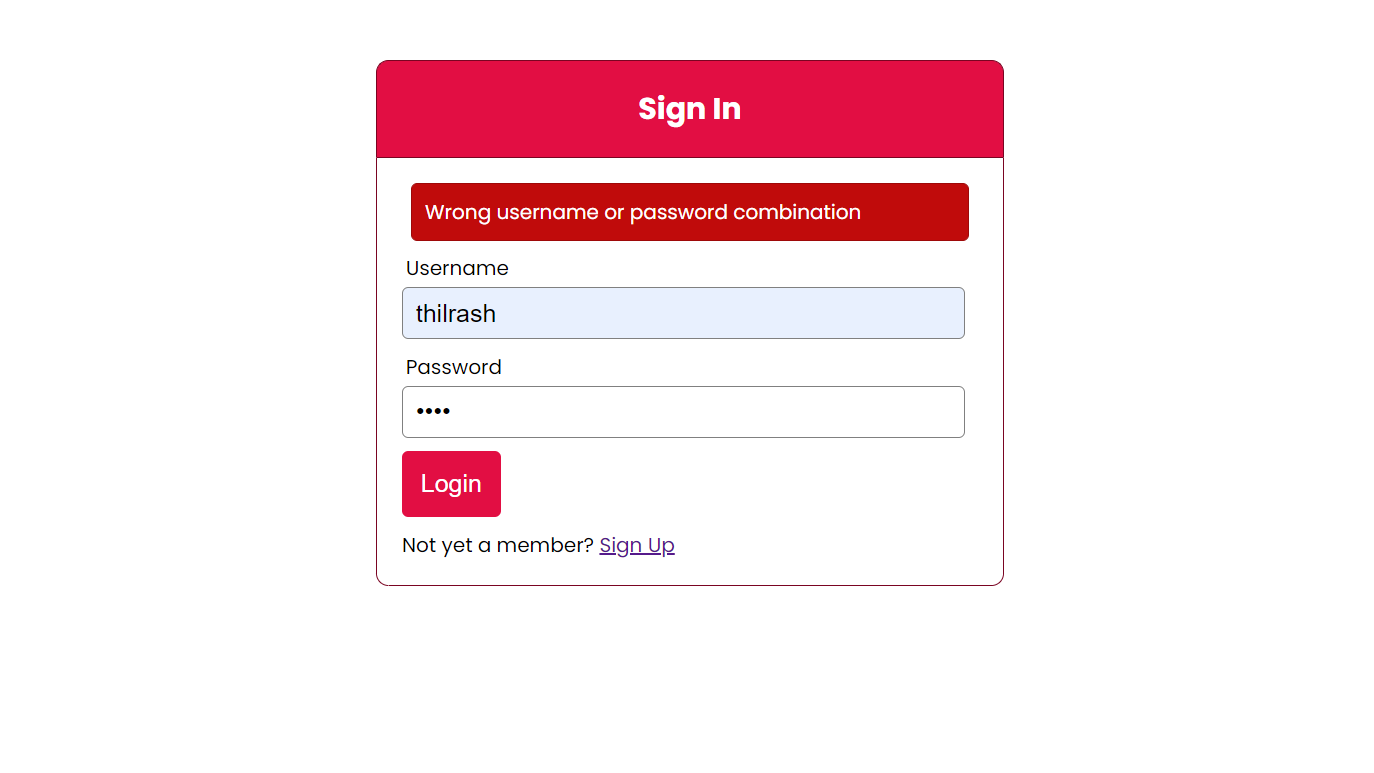 Sign In
Wrong username or password combination
Username
thilrash
Password
••••
Login
Not yet a member? Sign Up